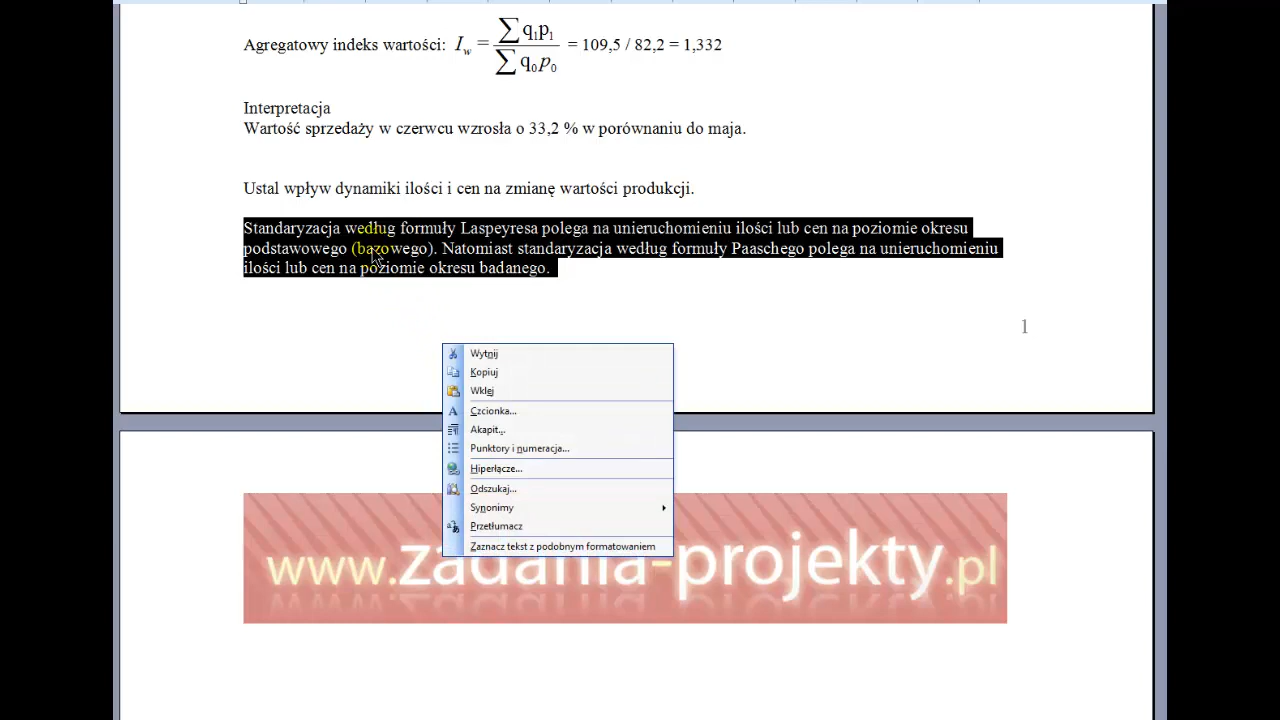 Agregatowy indeks wartości: I_w = ∑q₁p₁ / ∑q₀p₀ = 109,5 / 82,2 = 1,332
Interpretacja
Wartość sprzedaży w czerwcu wzrosła o 33,2 % w porównaniu do maja.
Ustal wpływ dynamiki ilości i cen na zmianę wartości produkcji.
Standaryzacja według formuły Laspeyresa polega na unieruchomieniu ilości lub cen na poziomie okresu
podstawowego (bazowego). Natomiast standaryzacja według formuły Paaschego polega na unieruchomieniu
ilości lub cen na poziomie okresu badanego.
1
Wytnij
Kopiuj
Wklej
Czcionka...
Akapit...
Punktory i numeracja...
Hiperłącze...
Odszukaj...
Synonimy
Przetłumacz
Zaznacz tekst z podobnym formatowaniem
www.zadania-projekty.pl